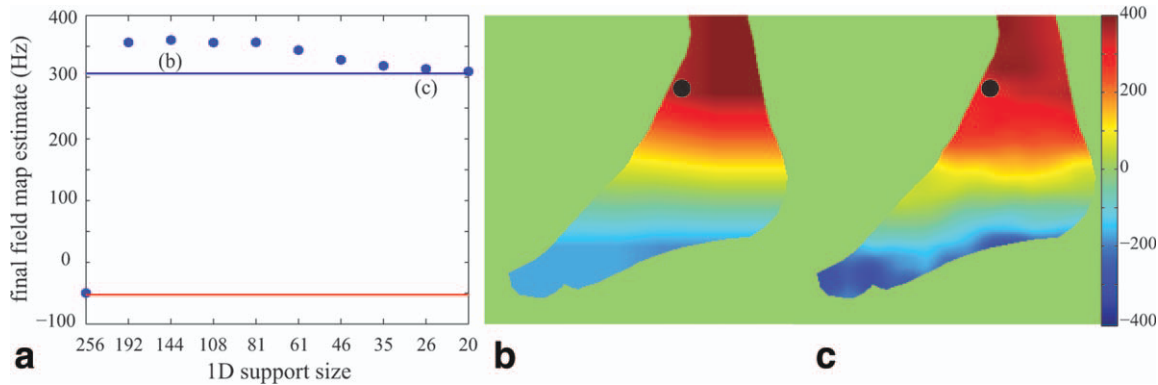 final field map estimate (Hz)
400
300
200
100
0
−100
(b)
(c)
256 192 144 108 81 61 46 35 26 20
1D support size
a
b
c
400
200
0
−200
−400